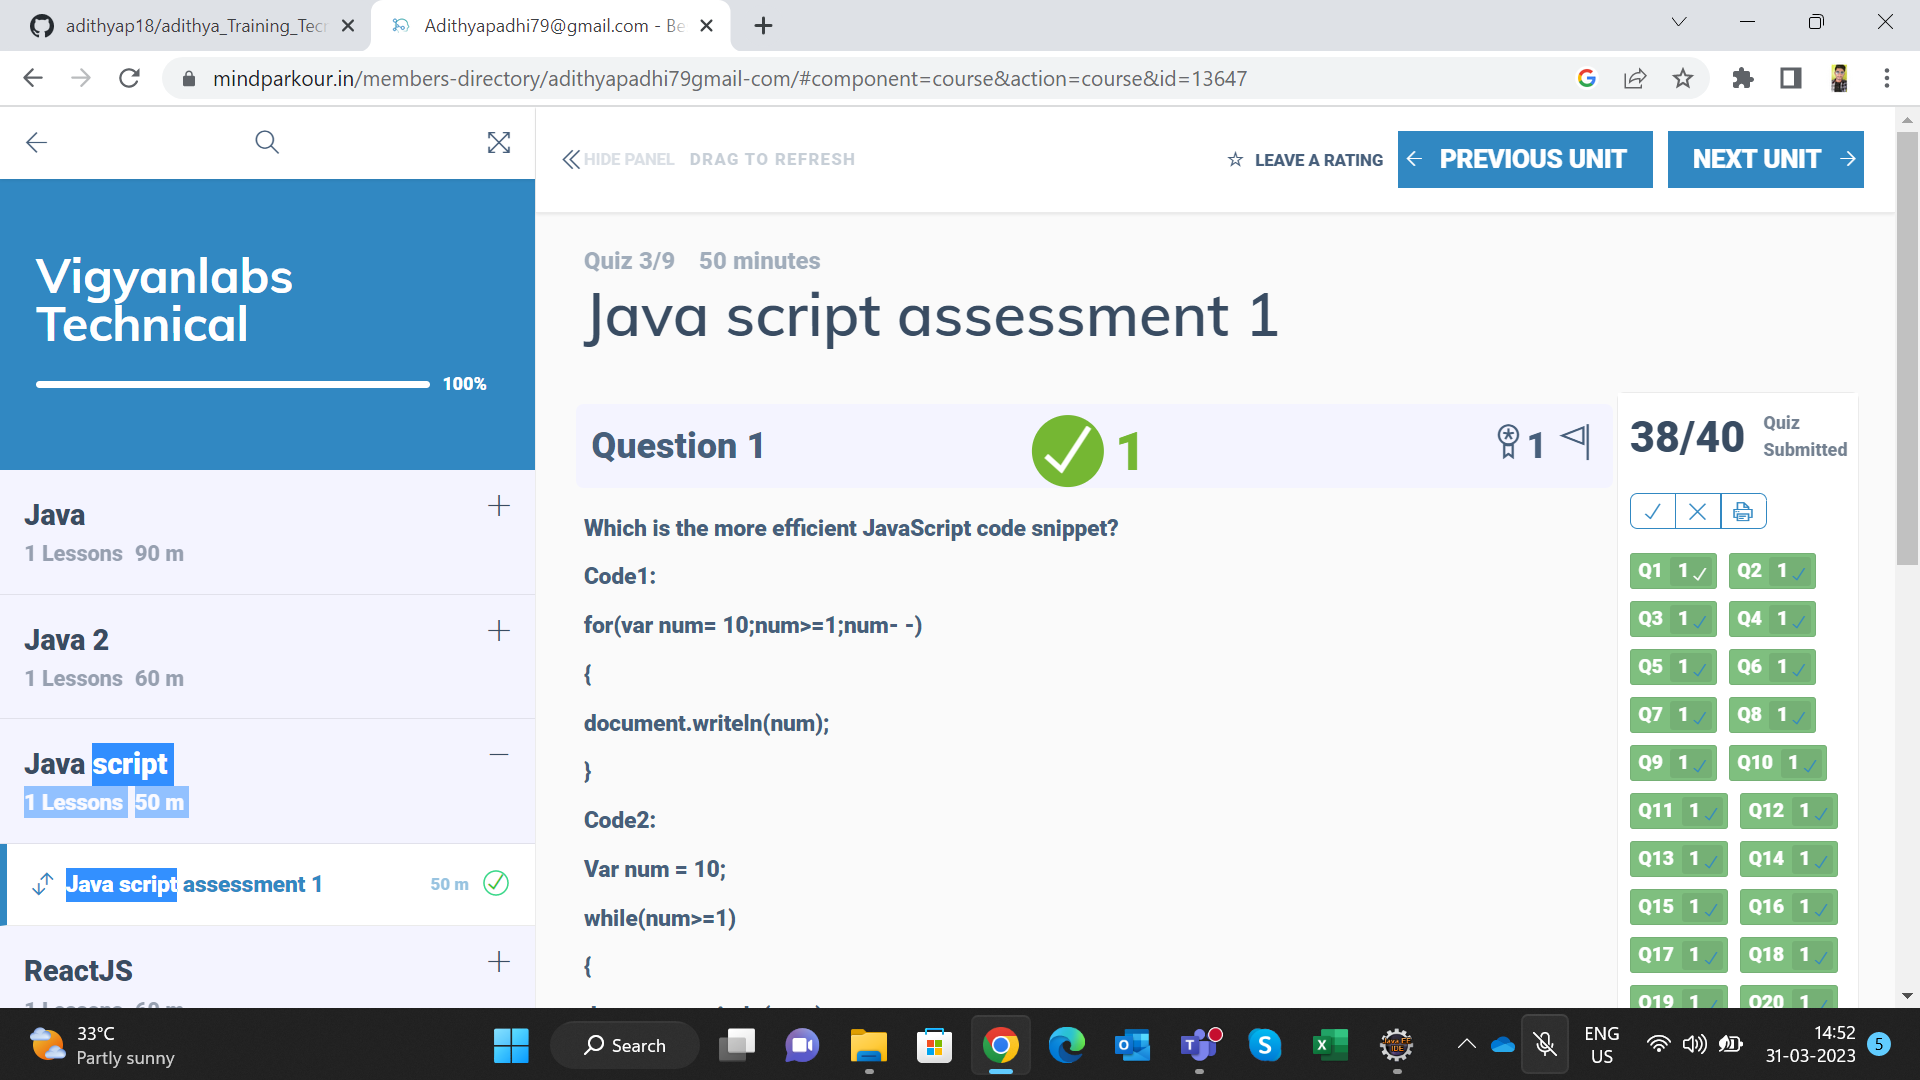 adithyap18/adithya_Training_Tecr
Adithyapadhi79@gmail.com - Be
mindparkour.in/members-directory/adithyapadhi79gmail-com/#component=course&action=course&id=13647
HIDE PANEL DRAG TO REFRESH
LEAVE A RATING
PREVIOUS UNIT
NEXT UNIT
Vigyanlabs
Technical
100%
Java
1 Lessons 90 m
Java 2
1 Lessons 60 m
Java script
1 Lessons 50 m
Java script assessment 1
50 m
ReactJS
Quiz 3/9 50 minutes
Java script assessment 1
Question 1
1
1
Which is the more efficient JavaScript code snippet?
Code1:
for(var num= 10;num>=1;num- -)
{
document.writeln(num);
}
Code2:
Var num = 10;
while(num>=1)
{
38/40
Quiz
Submitted
Q1 1 Q2 1
Q3 1 Q4 1
Q5 1 Q6 1
Q7 1 Q8 1
Q9 1 Q10 1
Q11 1 Q12 1
Q13 1 Q14 1
Q15 1 Q16 1
Q17 1 Q18 1
Q19 1 Q20 1
33°C
Partly sunny
Search
ENG
US
14:52
31-03-2023
5